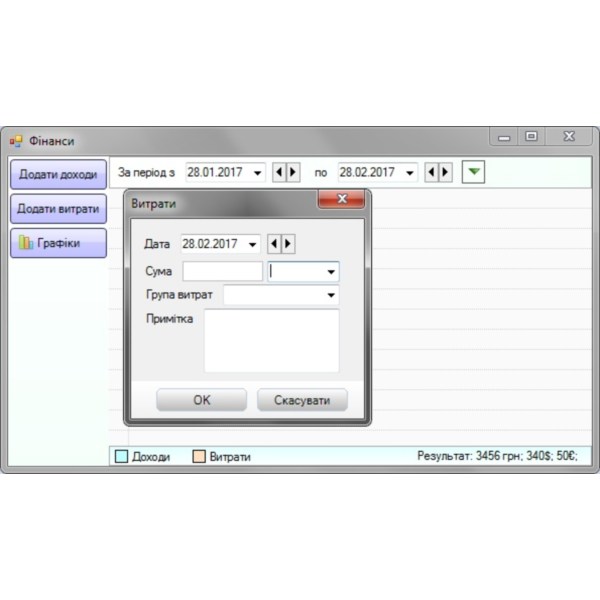 Фінанси
Додати доходи
За період з 28.01.2017 по 28.02.2017
Додати витрати
Графіки
Витрати
Дата 28.02.2017
Сума
Група витрат
Примітка
OK Скасувати
Доходи Витрати Результат: 3456 грн; 340$; 50€;